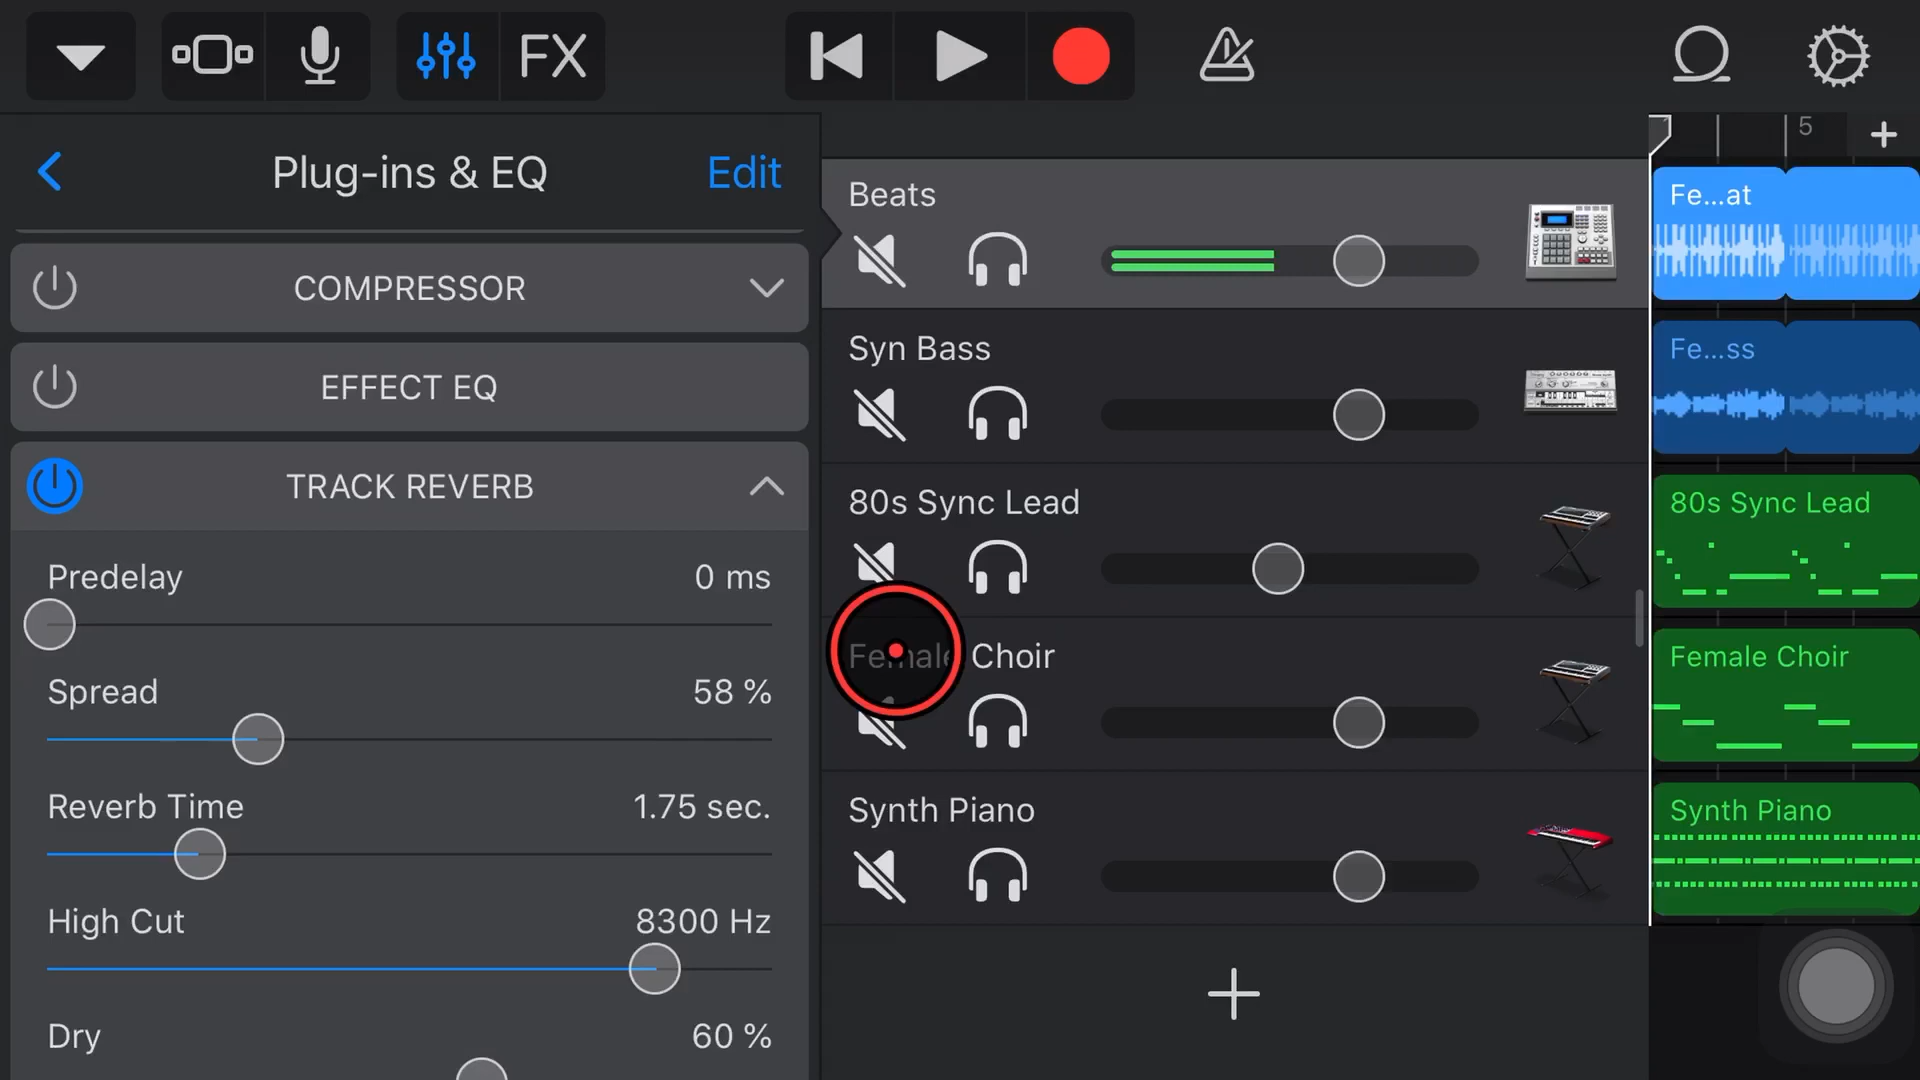 FX
Plug-ins & EQ
Edit
COMPRESSOR
EFFECT EQ
TRACK REVERB
Predelay
0 ms
Spread
58 %
Reverb Time
1.75 sec.
High Cut
8300 Hz
Dry
60 %
Beats
Syn Bass
80s Sync Lead
Female Choir
Synth Piano
5
Fe...at
Fe...ss
80s Sync Lead
Female Choir
Synth Piano